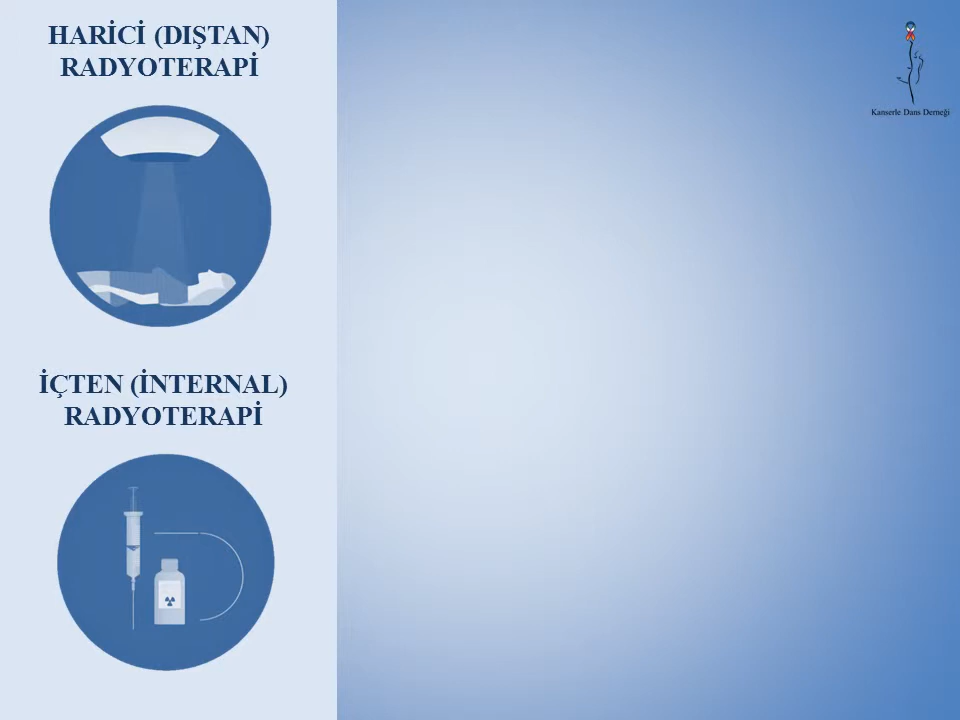 HARİCİ (DIŞTAN)
RADYOTERAPİ
Kanserle Dans Derneği
İÇTEN (İNTERNAL)
RADYOTERAPİ